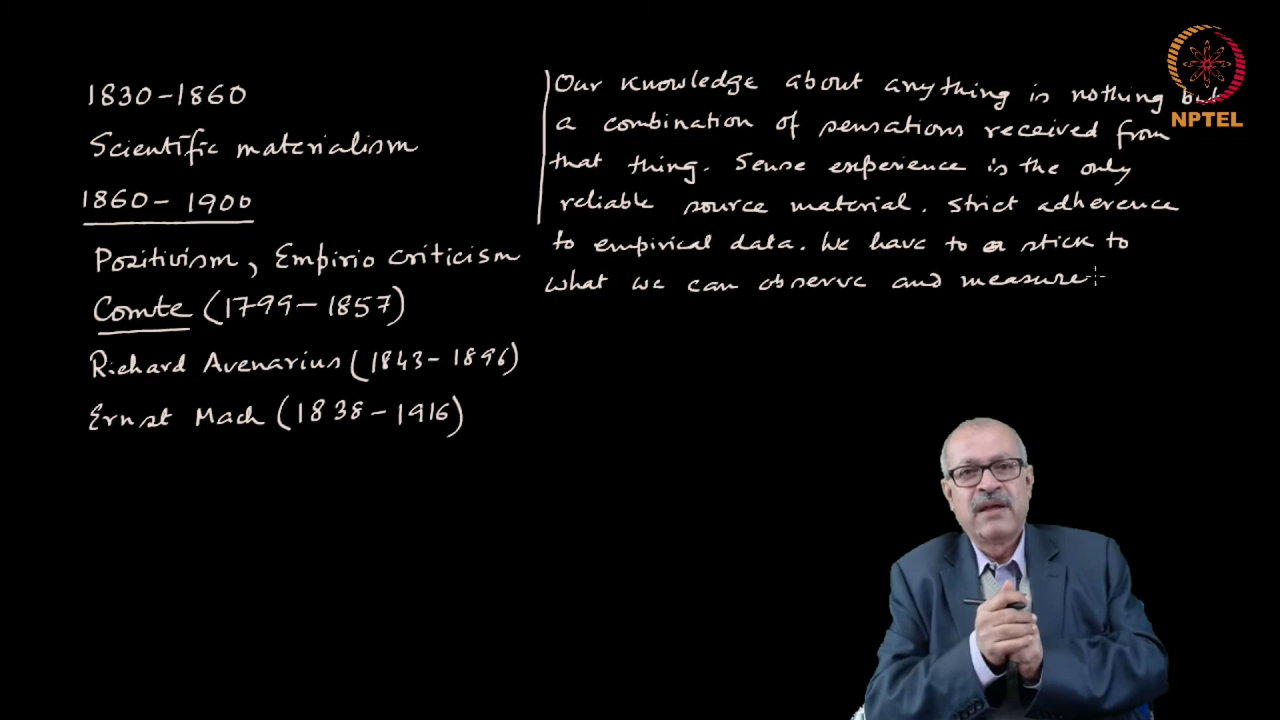 1830-1860
Scientific materialism
1860-1900
Positivism, Empirio criticism
Comte (1799-1857)
Richard Avenarius (1843-1896)
Ernst Mach (1838-1916)
Our knowledge about anything is nothing but
a combination of sensations received from
that thing. Sense experience is the only
reliable source material. Strict adherence
to empirical data. We have to a stick to
what we can observe and measure
NPTEL